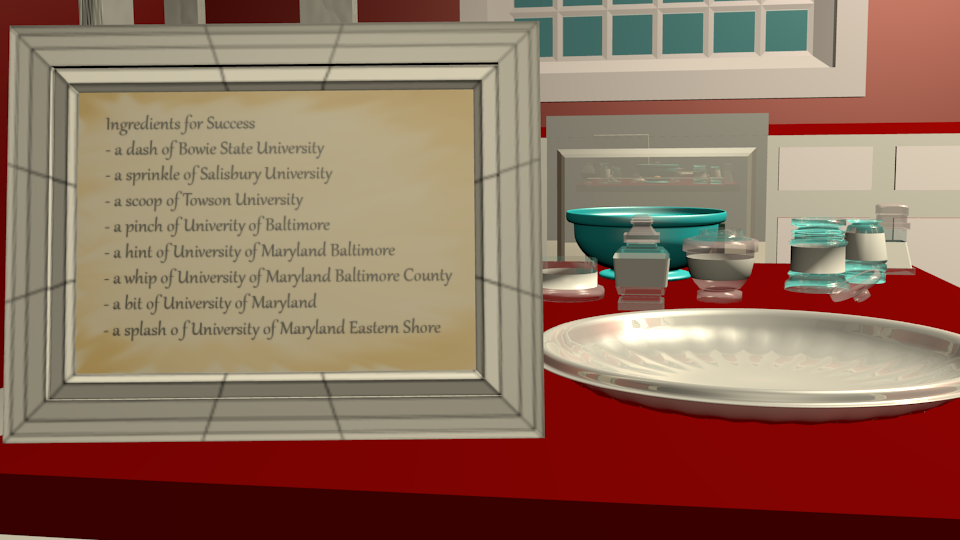 Ingredients for Success
- a dash of Bowie State University
- a sprinkle of Salisbury University
- a scoop of Towson University
- a pinch of Univerity of Baltimore
- a hint of University of Maryland Baltimore
- a whip of University of Maryland Baltimore County
- a bit of University of Maryland
- a splash o f University of Maryland Eastern Shore